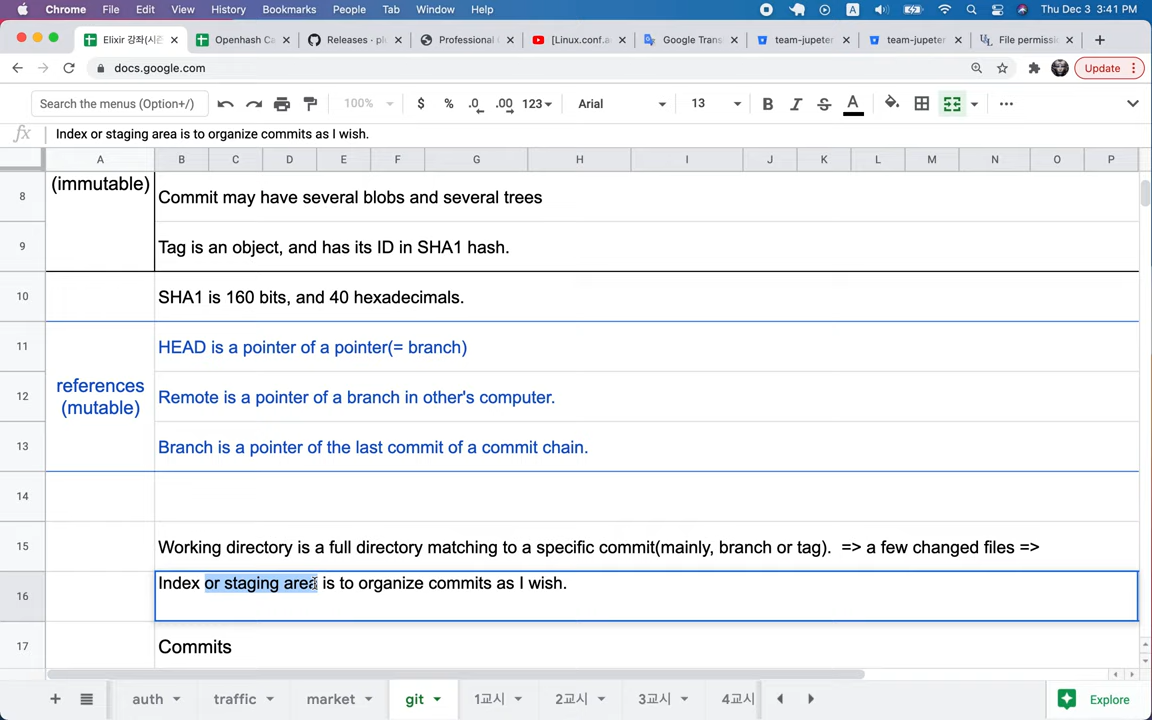 Chrome File Edit View History Bookmarks People Tab Window Help
A
Thu Dec 3 3:41 PM
Elixir 강좌(시즌
Openhash Ca
Releases · pl
Professional
[Linux.conf.a
Google Trans
team-jupeter
team-jupeter
File permissi
docs.google.com
Update
Search the menus (Option+/)
100% $ % .0 .00 123 Arial 13 B I S A
fx Index or staging area is to organize commits as I wish.
A B C D E F G H I J K L M N O P
(immutable)
8 Commit may have several blobs and several trees
9 Tag is an object, and has its ID in SHA1 hash.
10 SHA1 is 160 bits, and 40 hexadecimals.
11 HEAD is a pointer of a pointer(= branch)
references
(mutable)
12 Remote is a pointer of a branch in other's computer.
13 Branch is a pointer of the last commit of a commit chain.
14
15 Working directory is a full directory matching to a specific commit(mainly, branch or tag). => a few changed files =>
16 Index or staging area is to organize commits as I wish.
17 Commits
auth traffic market git 1교시 2교시 3교시 4교시
Explore